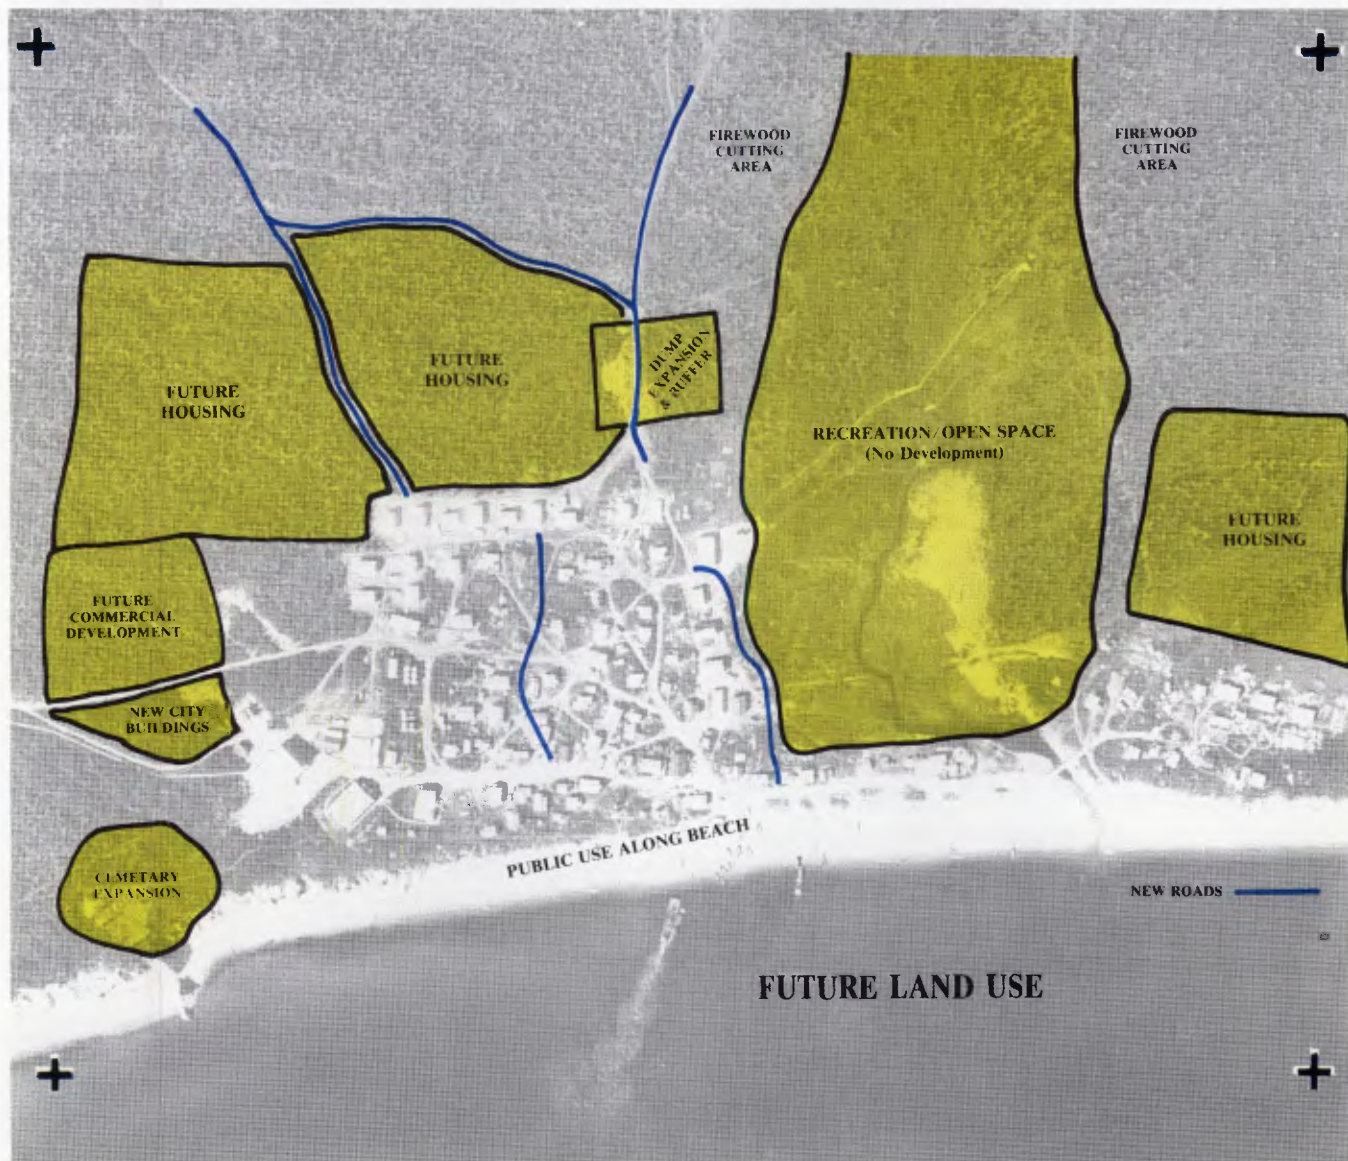 FIREWOOD
CUTTING
AREA
FIREWOOD
CUTTING
AREA
FUTURE
HOUSING
FUTURE
HOUSING
DUMP
EXPANSION
& BUFFER
RECREATION/OPEN SPACE
(No Development)
FUTURE
HOUSING
FUTURE
COMMERCIAL
DEVELOPMENT
NEW CITY
BUILDINGS
CEMETARY
EXPANSION
PUBLIC USE ALONG BEACH
NEW ROADS
FUTURE LAND USE